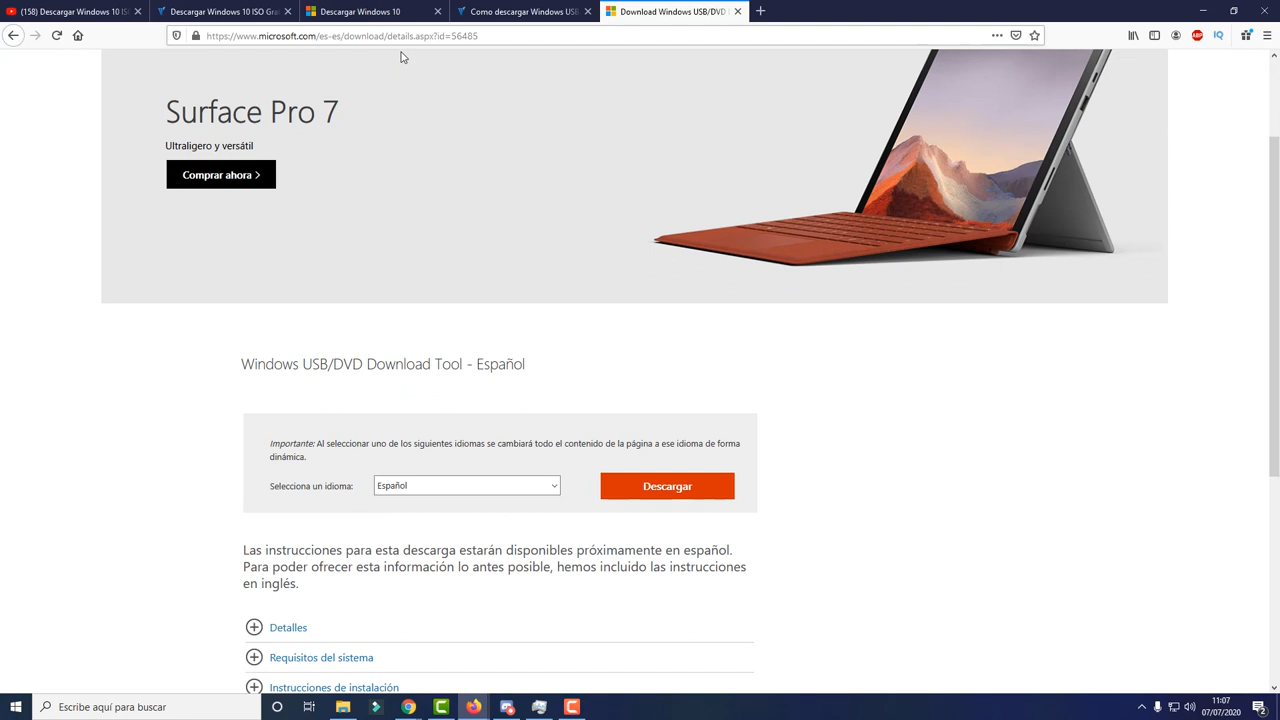 (158) Descargar Windows 10 ISO
Descargar Windows 10 ISO Grat
Descargar Windows 10
Como descargar Windows USB
Download Windows USB/DVD
https://www.microsoft.com/es-es/download/details.aspx?id=56485
ABP
IQ
Surface Pro 7
Ultraligero y versátil
Comprar ahora >
Windows USB/DVD Download Tool - Español
Importante: Al seleccionar uno de los siguientes idiomas se cambiará todo el contenido de la página a ese idioma de forma
dinámica.
Selecciona un idioma:
Español
Descargar
Las instrucciones para esta descarga estarán disponibles próximamente en español.
Para poder ofrecer esta información lo antes posible, hemos incluido las instrucciones
en inglés.
Detalles
Requisitos del sistema
Instrucciones de instalación
Escribe aquí para buscar
11:07
07/07/2020
2